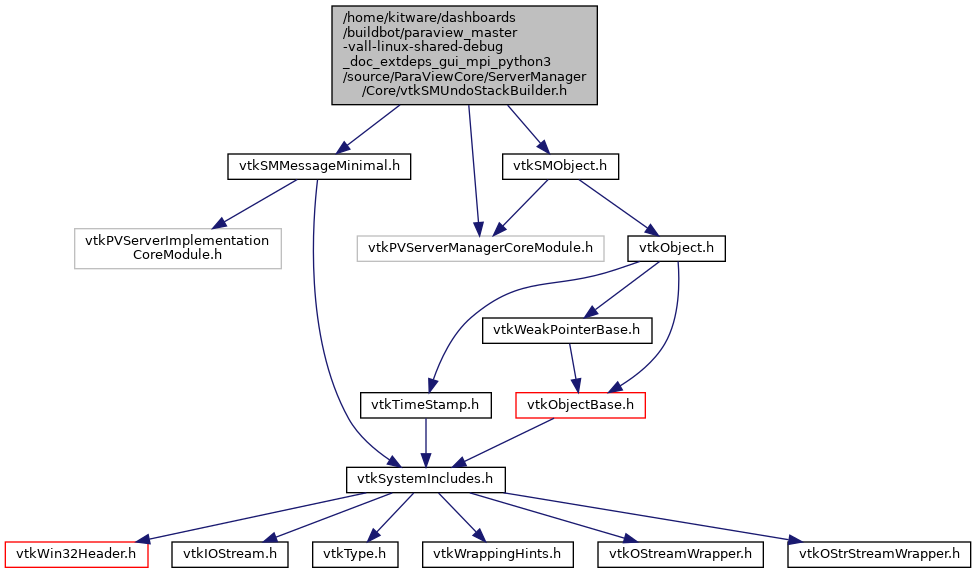 /home/kitware/dashboards
/buildbot/paraview_master
-vall-linux-shared-debug
_doc_extdeps_gui_mpi_python3
/source/ParaViewCore/ServerManager
/Core/vtkSMUndoStackBuilder.h
vtkSMMessageMinimal.h
vtkSMObject.h
vtkPVServerImplementation
CoreModule.h
vtkPVServerManagerCoreModule.h
vtkObject.h
vtkWeakPointerBase.h
vtkTimeStamp.h
vtkObjectBase.h
vtkSystemIncludes.h
vtkWin32Header.h
vtkIOStream.h
vtkType.h
vtkWrappingHints.h
vtkOStreamWrapper.h
vtkOStrStreamWrapper.h